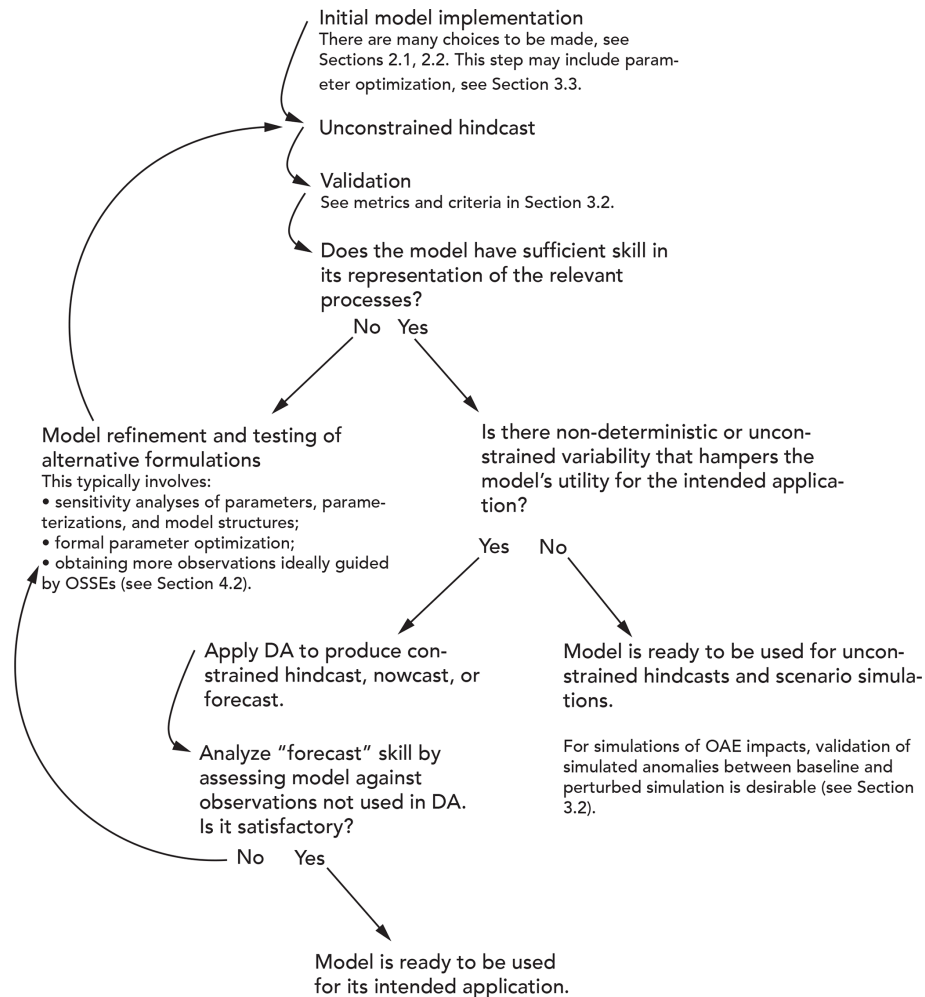 Initial model implementation
There are many choices to be made, see
Sections 2.1, 2.2. This step may include param-
eter optimization, see Section 3.3.
Unconstrained hindcast
Validation
See metrics and criteria in Section 3.2.
Does the model have sufficient skill in
its representation of the relevant
processes?
No Yes
Model refinement and testing of
alternative formulations
This typically involves:
• sensitivity analyses of parameters, parame-
terizations, and model structures;
• formal parameter optimization;
• obtaining more observations ideally guided
by OSSEs (see Section 4.2).
Is there non-deterministic or uncon-
strained variability that hampers the
model's utility for the intended applica-
tion?
Yes No
Apply DA to produce con-
strained hindcast, nowcast, or
forecast.
Analyze “forecast” skill by
assessing model against
observations not used in DA.
Is it satisfactory?
No Yes
Model is ready to be used for uncon-
strained hindcasts and scenario simula-
tions.
For simulations of OAE impacts, validation of
simulated anomalies between baseline and
perturbed simulation is desirable (see Section
3.2).
Model is ready to be used
for its intended application.